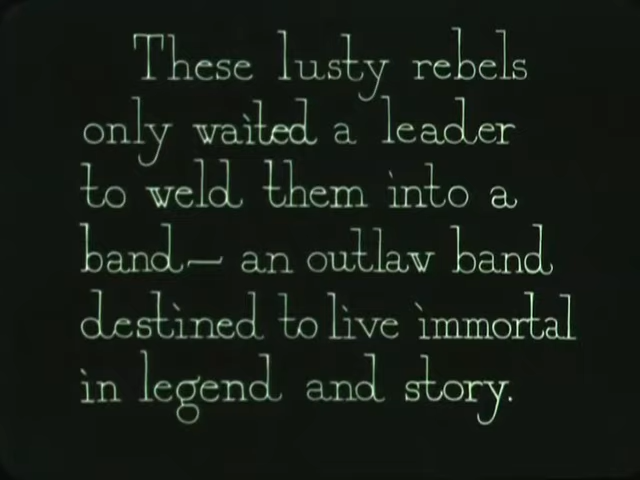 These lusty rebels
only waited a leader
to weld them into a
band— an outlaw band
destined to live immortal
in legend and story.